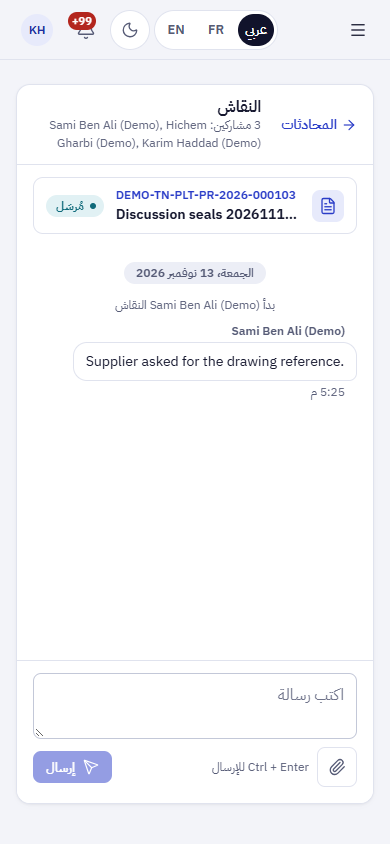 عربي FR EN
+99
KH
المحادثات
النقاش
3 مشاركين: Sami Ben Ali (Demo), Hichem
Gharbi (Demo), Karim Haddad (Demo)
DEMO-TN-PLT-PR-2026-000103
Discussion seals 2026111...
مُرسَل
الجمعة، 13 نوفمبر 2026
بدأ Sami Ben Ali (Demo) النقاش
Sami Ben Ali (Demo)
Supplier asked for the drawing reference.
5:25 م
اكتب رسالة
Ctrl + Enter للإرسال
إرسال